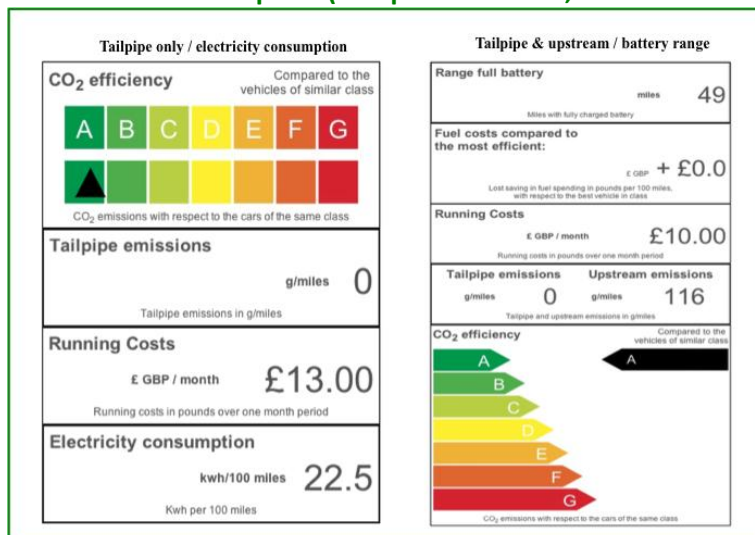 Tailpipe only / electricity consumption
CO2 efficiency
Compared to the
vehicles of similar class
A B C D E F G
CO2 emissions with respect to the cars of the same class
Tailpipe emissions
g/miles 0
Tailpipe emissions in g/miles
Running Costs
£ GBP / month £13.00
Running costs in pounds over one month period
Electricity consumption
kwh/100 miles 22.5
Kwh per 100 miles
Tailpipe & upstream / battery range
Range full battery
miles 49
Miles with fully charged battery
Fuel costs compared to
the most efficient:
£ GBP + £0.0
Lost saving in fuel spending in pounds per 100 miles,
with respect to the best vehicle in class
Running Costs
£ GBP / month £10.00
Running costs in pounds over one month period
Tailpipe emissions Upstream emissions
g/miles 0 g/miles 116
Tailpipe and upstream emissions in g/miles
CO2 efficiency
Compared to the
vehicles of similar class
A A
B
C
D
E
F
G
CO2 emissions with respect to the cars of the same class